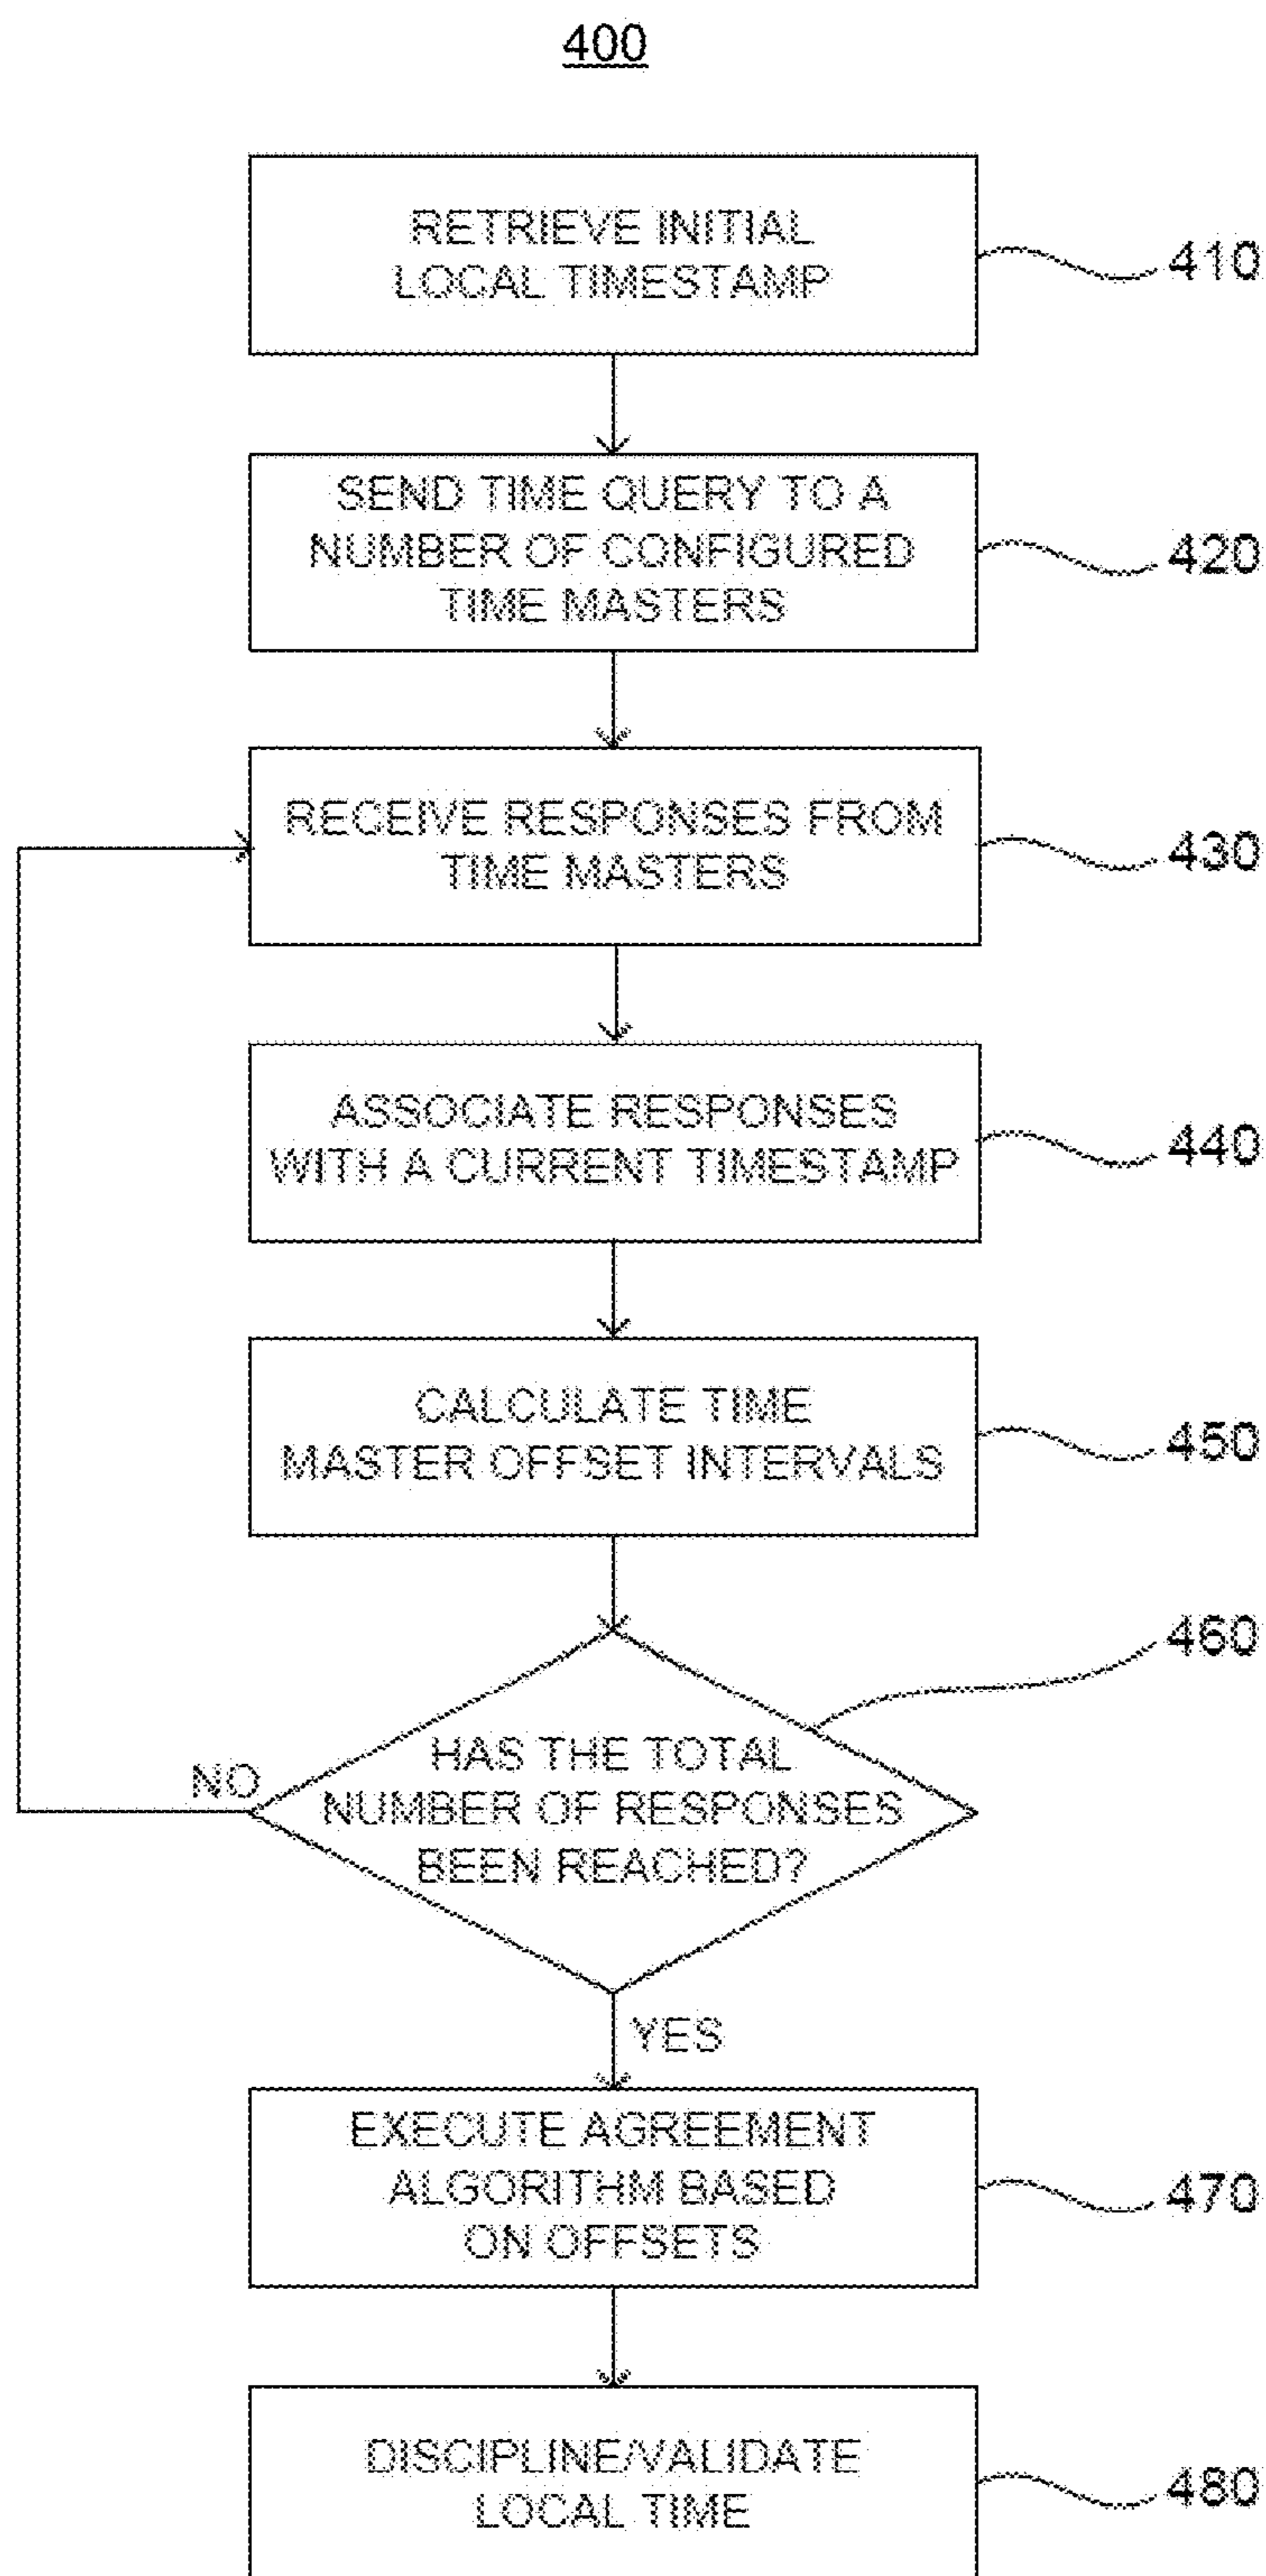 400
RETRIEVE INITIAL
LOCAL TIMESTAMP
410
SEND TIME QUERY TO A
NUMBER OF CONFIGURED
TIME MASTERS
420
RECEIVE RESPONSES FROM
TIME MASTERS
430
ASSOCIATE RESPONSES
WITH A CURRENT TIMESTAMP
440
CALCULATE TIME
MASTER OFFSET INTERVALS
450
460
HAS THE TOTAL
NUMBER OF RESPONSES
BEEN REACHED?
NO
YES
EXECUTE AGREEMENT
ALGORITHM BASED
ON OFFSETS
470
DISCIPLINE/VALIDATE
LOCAL TIME
480